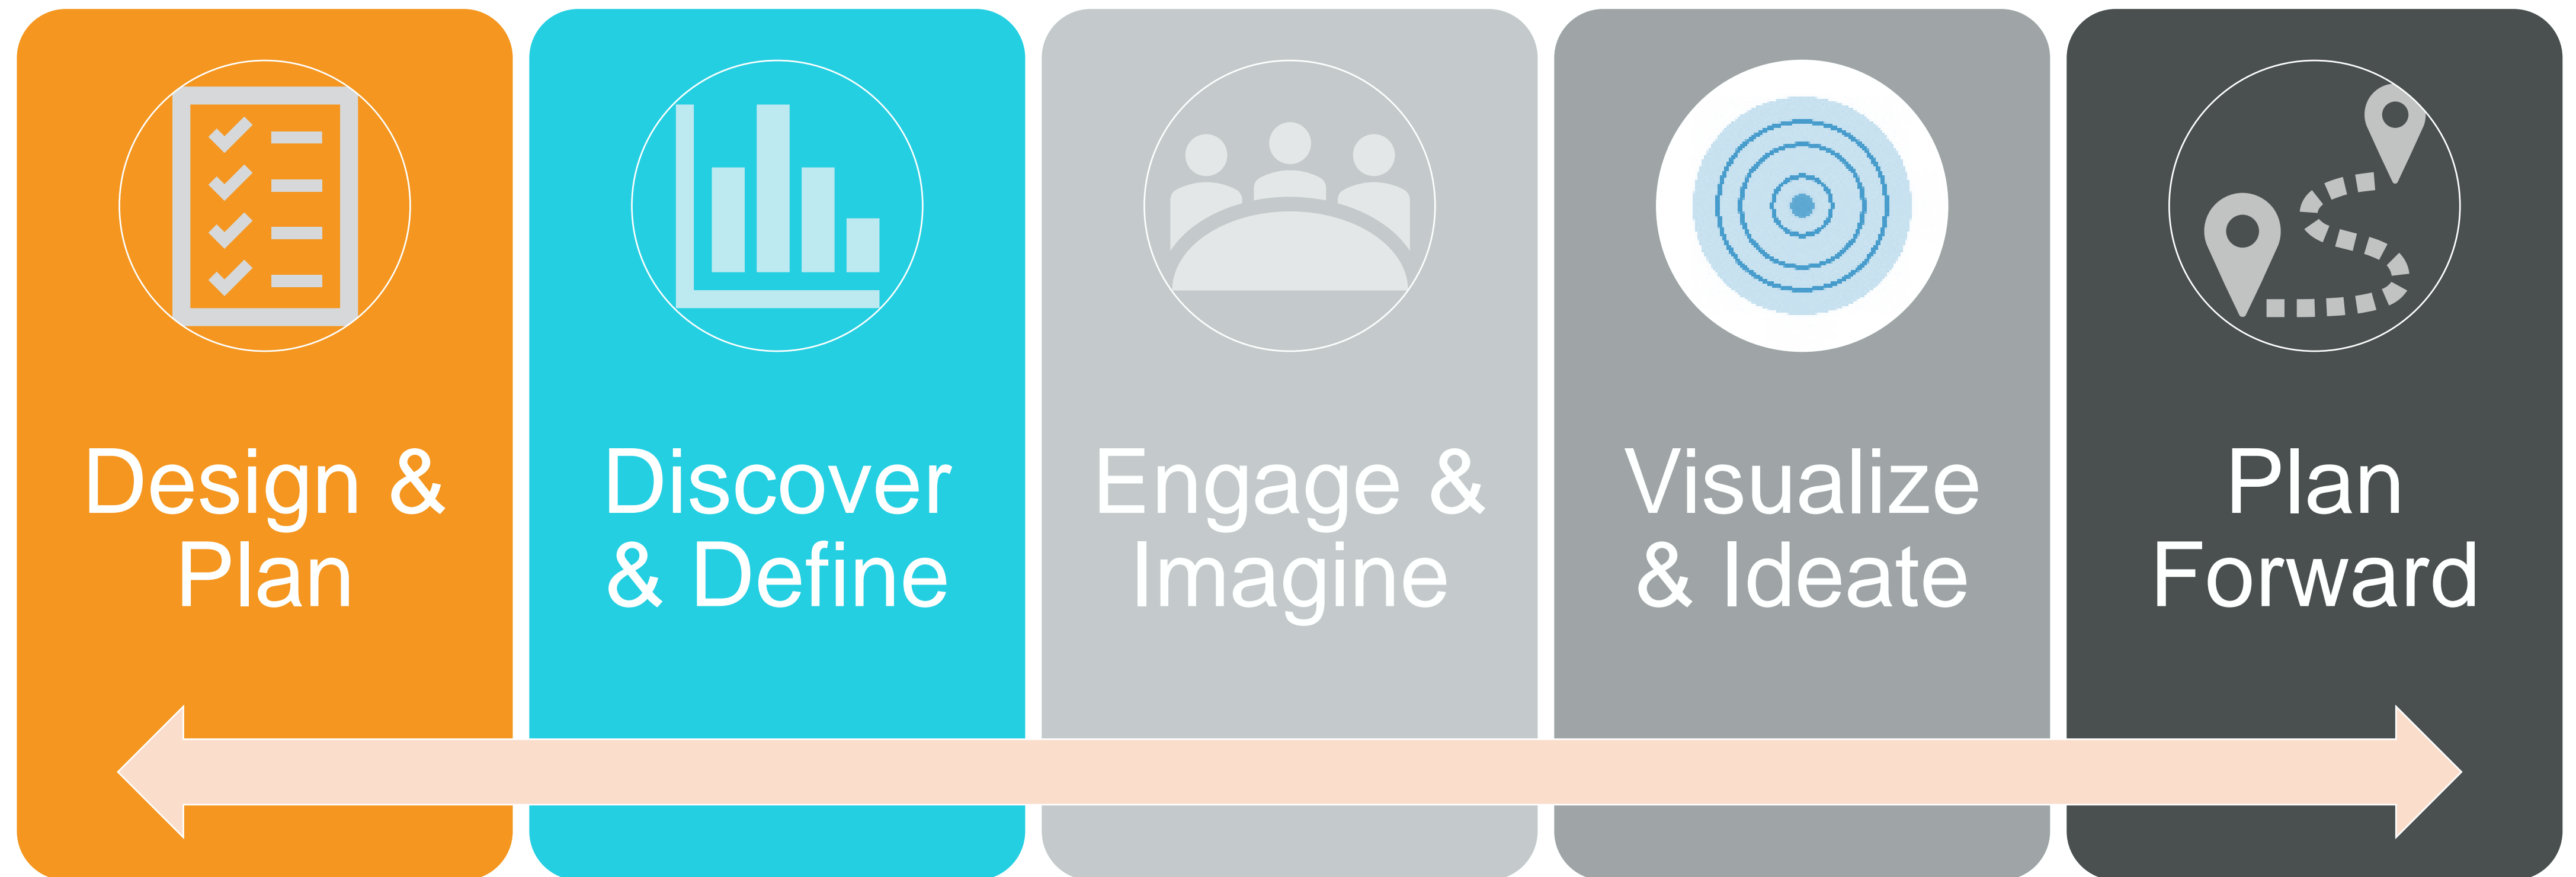 Design &
Plan
Discover
& Define
Engage &
Imagine
Visualize
& Ideate
Plan
Forward